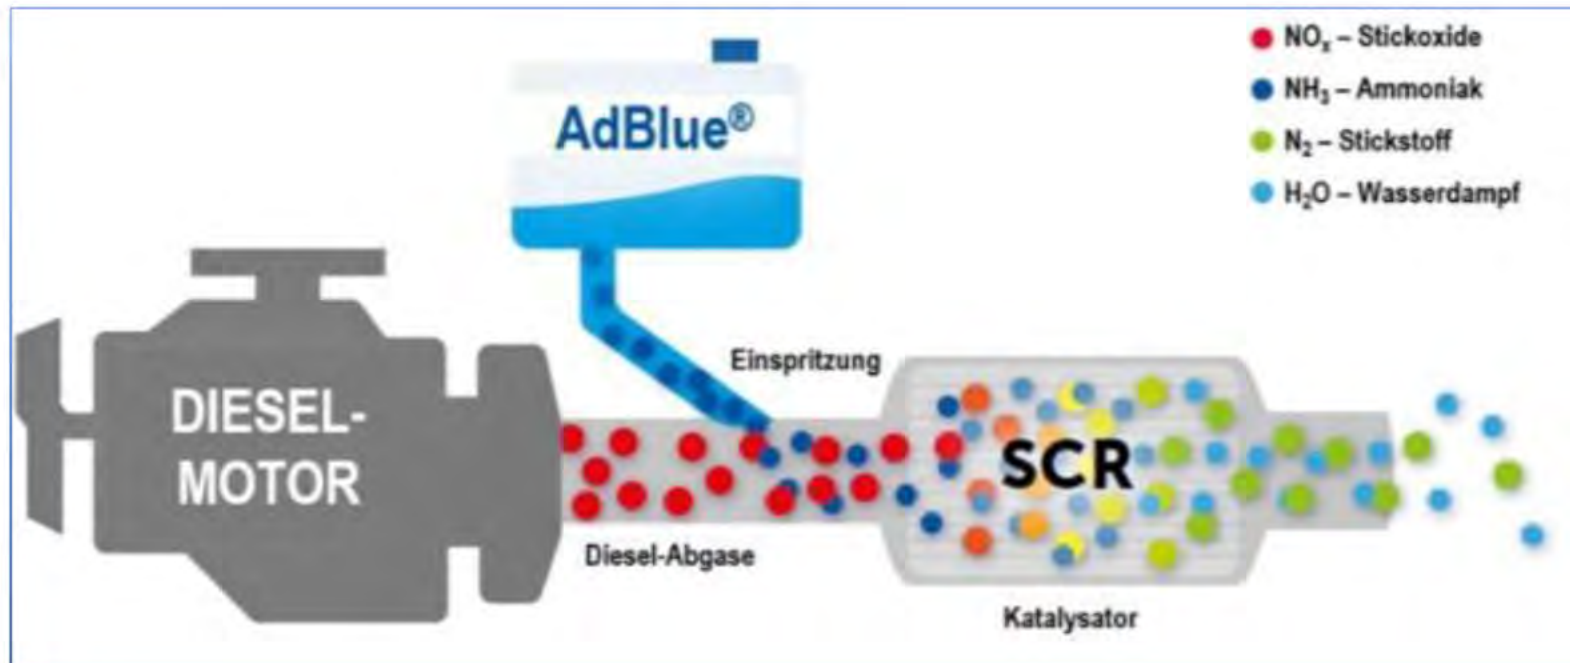 NOₓ – Stickoxide
NH₃ – Ammoniak
N₂ – Stickstoff
H₂O – Wasserdampf
AdBlue®
Einspritzung
DIESEL-
MOTOR
SCR
Diesel-Abgase
Katalysator